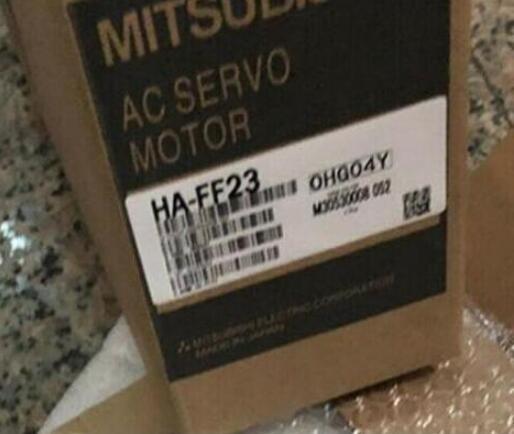 MITSUBI
AC SERVO
MOTOR
HA-FF23
OHG04Y
M30530008 052
MITSUBISHI ELECTRIC CORPORATION
MADE IN JAPAN